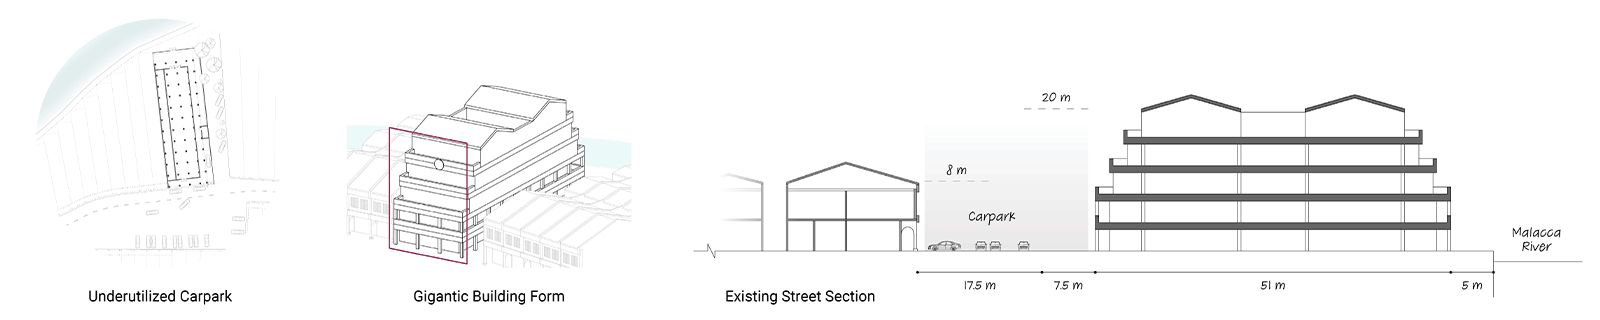 20 m
8 m
Carpark
Malacca
River
17.5 m
7.5 m
51 m
5 m
Underutilized Carpark
Gigantic Building Form
Existing Street Section